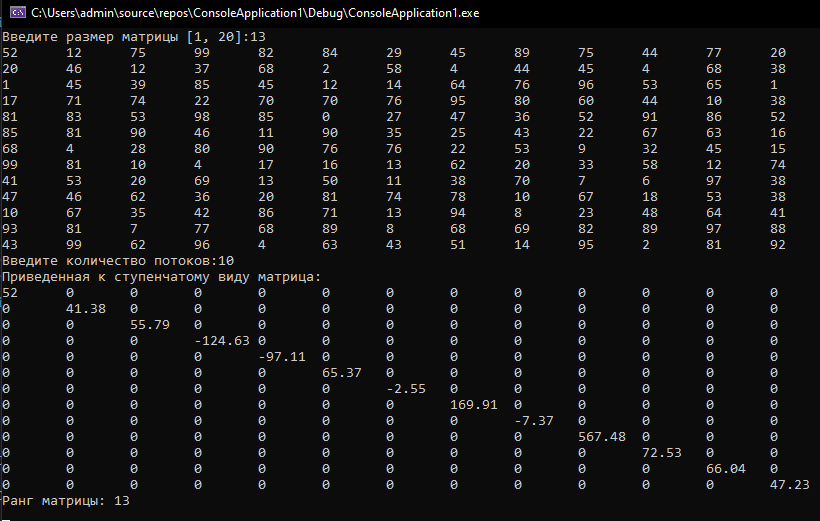 C:\Users\admin\source\repos\ConsoleApplication1\Debug\ConsoleApplication1.exe
Введите размер матрицы [1, 20]:13
52 12 75 99 82 84 29 45 89 75 44 77 20
20 46 12 37 68 2 58 4 44 45 4 68 38
1 45 39 85 45 12 14 64 76 96 53 65 1
17 71 74 22 70 70 76 95 80 60 44 10 38
81 83 53 98 85 0 27 47 36 52 91 86 52
85 81 90 46 11 90 35 25 43 22 67 63 16
68 4 28 80 90 76 76 22 53 9 32 45 15
99 81 10 4 17 16 13 62 20 33 58 12 74
41 53 20 69 13 50 11 38 70 7 6 97 38
47 46 62 36 20 81 74 78 10 67 18 53 38
10 67 35 42 86 71 13 94 8 23 48 64 41
93 81 7 77 68 89 8 68 69 82 89 97 88
43 99 62 96 4 63 43 51 14 95 2 81 92
Введите количество потоков:10
Приведенная к ступенчатому виду матрица:
52 0 0 0 0 0 0 0 0 0 0 0 0
0 41.38 0 0 0 0 0 0 0 0 0 0 0
0 0 55.79 0 0 0 0 0 0 0 0 0 0
0 0 0 -124.63 0 0 0 0 0 0 0 0 0
0 0 0 0 -97.11 0 0 0 0 0 0 0 0
0 0 0 0 0 65.37 0 0 0 0 0 0 0
0 0 0 0 0 0 -2.55 0 0 0 0 0 0
0 0 0 0 0 0 0 169.91 0 0 0 0 0
0 0 0 0 0 0 0 0 -7.37 0 0 0 0
0 0 0 0 0 0 0 0 0 567.48 0 0 0
0 0 0 0 0 0 0 0 0 0 72.53 0 0
0 0 0 0 0 0 0 0 0 0 0 66.04 0
0 0 0 0 0 0 0 0 0 0 0 0 47.23
Ранг матрицы: 13